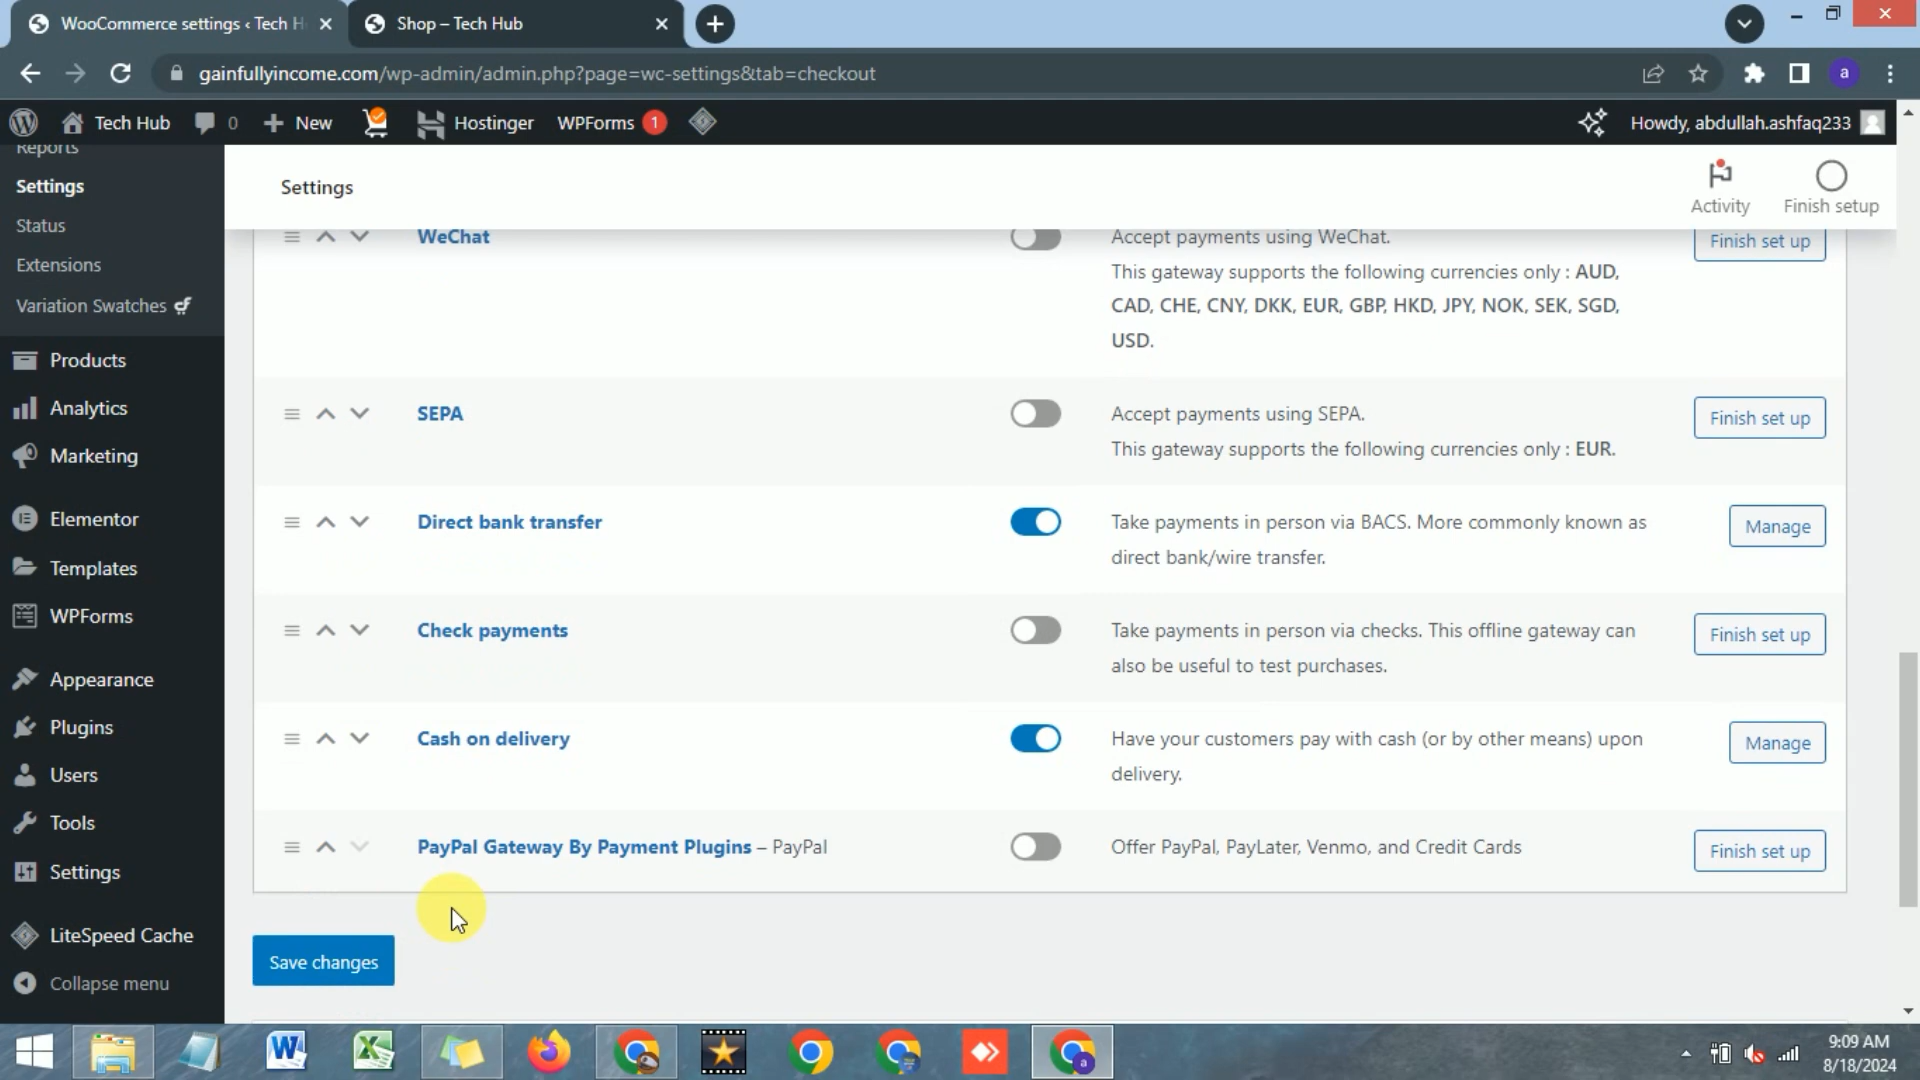 WooCommerce settings ‹ Tech H
Shop – Tech Hub
gainfullyincome.com/wp-admin/admin.php?page=wc-settings&tab=checkout
a
Tech Hub
0
New
Hostinger
WPForms 1
Howdy, abdullah.ashfaq233
Reports
Settings
Status
Extensions
Variation Swatches
Products
Analytics
Marketing
Elementor
Templates
WPForms
Appearance
Plugins
Users
Tools
Settings
LiteSpeed Cache
Collapse menu
Settings
Activity
Finish setup
WeChat
Accept payments using WeChat.
This gateway supports the following currencies only : AUD,
CAD, CHE, CNY, DKK, EUR, GBP, HKD, JPY, NOK, SEK, SGD,
USD.
Finish set up
SEPA
Accept payments using SEPA.
This gateway supports the following currencies only : EUR.
Finish set up
Direct bank transfer
Take payments in person via BACS. More commonly known as
direct bank/wire transfer.
Manage
Check payments
Take payments in person via checks. This offline gateway can
also be useful to test purchases.
Finish set up
Cash on delivery
Have your customers pay with cash (or by other means) upon
delivery.
Manage
PayPal Gateway By Payment Plugins – PayPal
Offer PayPal, PayLater, Venmo, and Credit Cards
Finish set up
Save changes
9:09 AM
8/18/2024